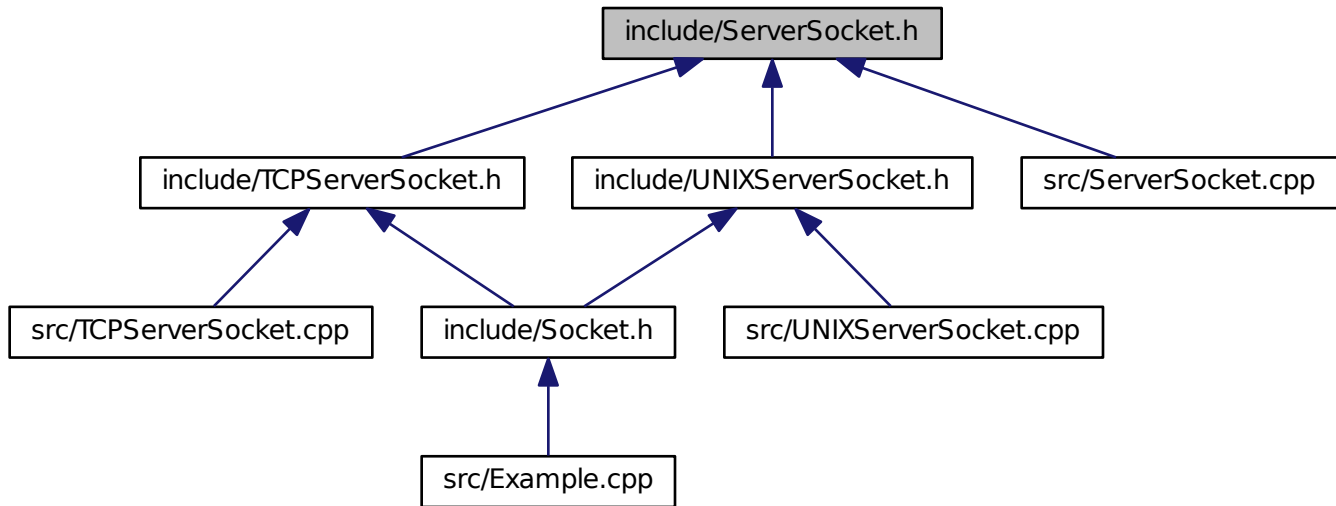 include/ServerSocket.h
include/TCPServerSocket.h
include/UNIXServerSocket.h
src/ServerSocket.cpp
src/TCPServerSocket.cpp
include/Socket.h
src/UNIXServerSocket.cpp
src/Example.cpp